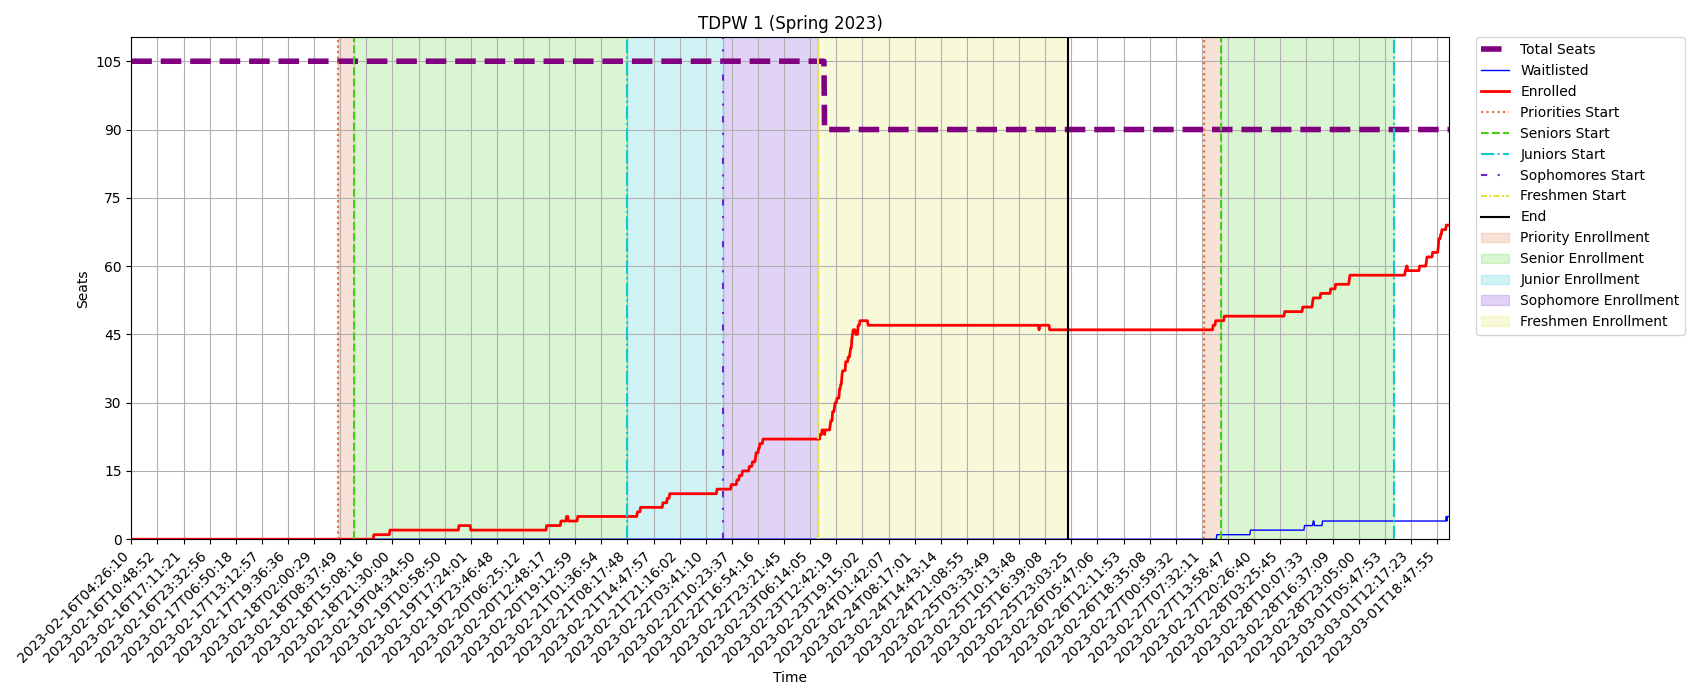 TDPW 1 (Spring 2023)
105
90
75
60
45
30
15
0
Seats
2023-02-16T04:26:10
2023-02-16T10:48:52
2023-02-16T17:11:21
2023-02-16T23:32:56
2023-02-17T06:50:18
2023-02-17T13:12:57
2023-02-17T19:36:36
2023-02-18T02:00:29
2023-02-18T08:37:49
2023-02-18T15:08:16
2023-02-18T21:30:00
2023-02-19T04:34:50
2023-02-19T10:58:50
2023-02-19T17:24:01
2023-02-19T23:46:48
2023-02-20T06:25:12
2023-02-20T12:48:17
2023-02-20T19:12:59
2023-02-21T01:36:54
2023-02-21T08:17:48
2023-02-21T14:47:57
2023-02-21T21:16:02
2023-02-22T03:41:10
2023-02-22T10:23:37
2023-02-22T16:54:16
2023-02-22T23:21:45
2023-02-23T06:14:05
2023-02-23T12:42:19
2023-02-23T19:15:02
2023-02-24T01:42:07
2023-02-24T08:17:01
2023-02-24T14:43:14
2023-02-24T21:08:55
2023-02-25T03:33:49
2023-02-25T10:13:48
2023-02-25T16:39:08
2023-02-25T23:03:25
2023-02-26T05:47:06
2023-02-26T12:11:53
2023-02-26T18:35:08
2023-02-27T00:59:32
2023-02-27T07:32:11
2023-02-27T13:58:47
2023-02-27T20:26:40
2023-02-28T03:25:45
2023-02-28T10:07:33
2023-02-28T16:37:09
2023-02-28T23:05:00
2023-03-01T05:47:53
2023-03-01T12:17:23
2023-03-01T18:47:55
Time
Total Seats
Waitlisted
Enrolled
Priorities Start
Seniors Start
Juniors Start
Sophomores Start
Freshmen Start
End
Priority Enrollment
Senior Enrollment
Junior Enrollment
Sophomore Enrollment
Freshmen Enrollment